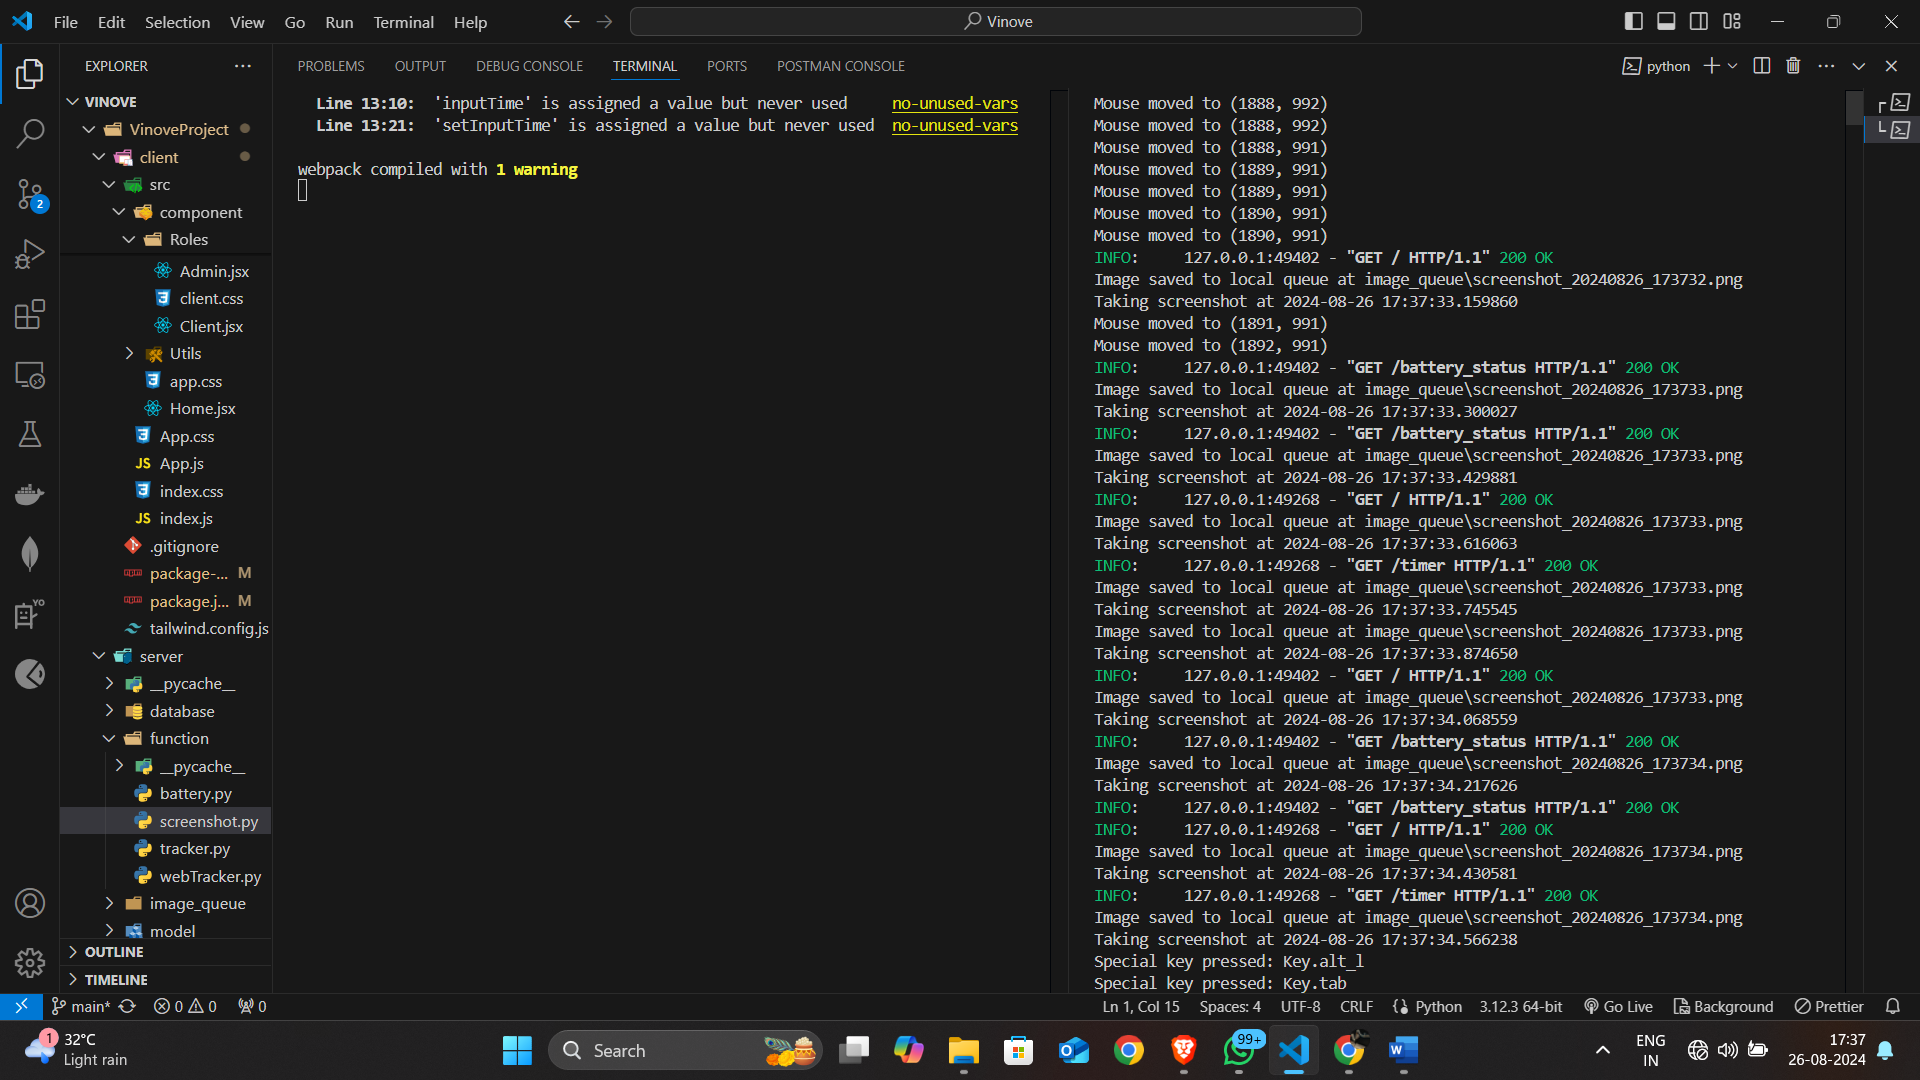 File Edit Selection View Go Run Terminal Help
Vinove
EXPLORER
VINOVE
VinoveProject
client
src
component
Roles
Admin.jsx
client.css
Client.jsx
Utils
app.css
Home.jsx
App.css
App.js
index.css
index.js
.gitignore
package-... M
package.j... M
tailwind.config.js
server
__pycache__
database
function
__pycache__
battery.py
screenshot.py
tracker.py
webTracker.py
image_queue
model
OUTLINE
TIMELINE
2
PROBLEMS OUTPUT DEBUG CONSOLE TERMINAL PORTS POSTMAN CONSOLE
python
Line 13:10: 'inputTime' is assigned a value but never used no-unused-vars
Line 13:21: 'setInputTime' is assigned a value but never used no-unused-vars
webpack compiled with 1 warning
Mouse moved to (1888, 992)
Mouse moved to (1888, 992)
Mouse moved to (1888, 991)
Mouse moved to (1889, 991)
Mouse moved to (1889, 991)
Mouse moved to (1890, 991)
Mouse moved to (1890, 991)
INFO: 127.0.0.1:49402 - "GET / HTTP/1.1" 200 OK
Image saved to local queue at image_queue\screenshot_20240826_173732.png
Taking screenshot at 2024-08-26 17:37:33.159860
Mouse moved to (1891, 991)
Mouse moved to (1892, 991)
INFO: 127.0.0.1:49402 - "GET /battery_status HTTP/1.1" 200 OK
Image saved to local queue at image_queue\screenshot_20240826_173733.png
Taking screenshot at 2024-08-26 17:37:33.300027
INFO: 127.0.0.1:49402 - "GET /battery_status HTTP/1.1" 200 OK
Image saved to local queue at image_queue\screenshot_20240826_173733.png
Taking screenshot at 2024-08-26 17:37:33.429881
INFO: 127.0.0.1:49268 - "GET / HTTP/1.1" 200 OK
Image saved to local queue at image_queue\screenshot_20240826_173733.png
Taking screenshot at 2024-08-26 17:37:33.616063
INFO: 127.0.0.1:49268 - "GET /timer HTTP/1.1" 200 OK
Image saved to local queue at image_queue\screenshot_20240826_173733.png
Taking screenshot at 2024-08-26 17:37:33.745545
Image saved to local queue at image_queue\screenshot_20240826_173733.png
Taking screenshot at 2024-08-26 17:37:33.874650
INFO: 127.0.0.1:49402 - "GET / HTTP/1.1" 200 OK
Image saved to local queue at image_queue\screenshot_20240826_173733.png
Taking screenshot at 2024-08-26 17:37:34.068559
INFO: 127.0.0.1:49402 - "GET /battery_status HTTP/1.1" 200 OK
Image saved to local queue at image_queue\screenshot_20240826_173734.png
Taking screenshot at 2024-08-26 17:37:34.217626
INFO: 127.0.0.1:49402 - "GET /battery_status HTTP/1.1" 200 OK
INFO: 127.0.0.1:49268 - "GET / HTTP/1.1" 200 OK
Image saved to local queue at image_queue\screenshot_20240826_173734.png
Taking screenshot at 2024-08-26 17:37:34.430581
INFO: 127.0.0.1:49268 - "GET /timer HTTP/1.1" 200 OK
Image saved to local queue at image_queue\screenshot_20240826_173734.png
Taking screenshot at 2024-08-26 17:37:34.566238
Special key pressed: Key.alt_l
Special key pressed: Key.tab
main* 0 0 0 Ln 1, Col 15 Spaces: 4 UTF-8 CRLF Python 3.12.3 64-bit Go Live Background Prettier
1
32°C
Light rain
Search
99+
ENG
IN
17:37
26-08-2024